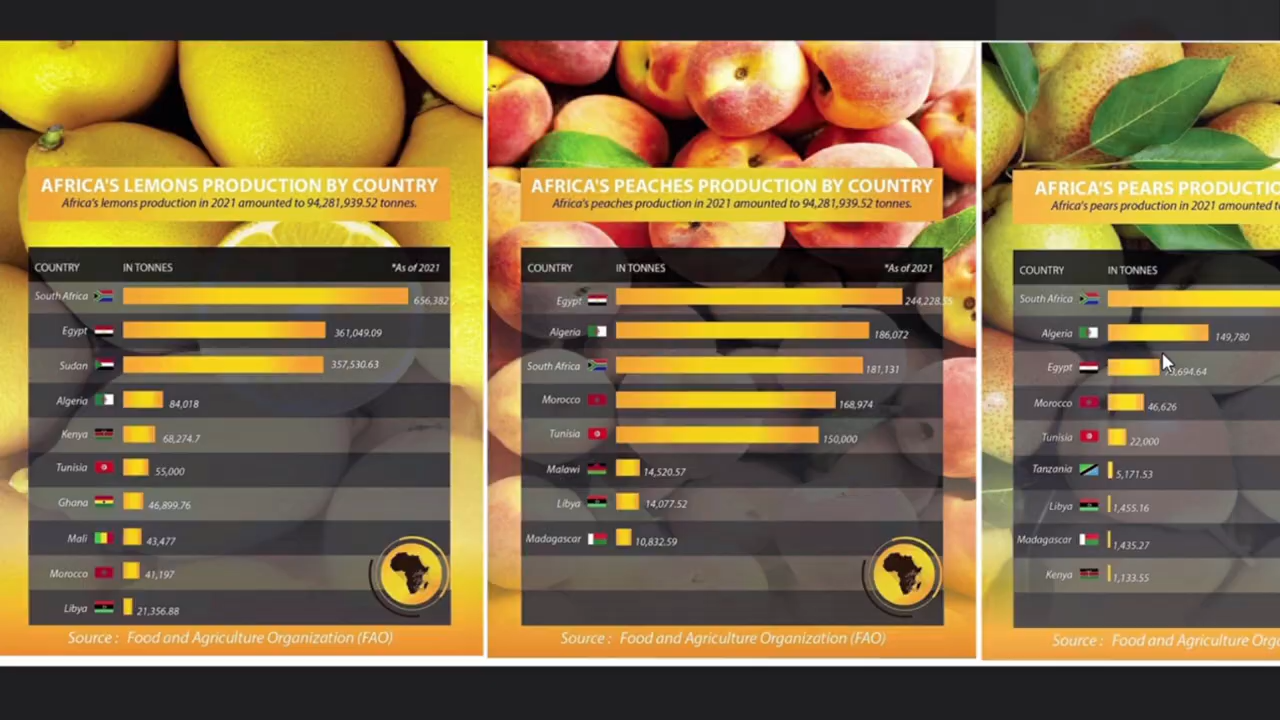 AFRICA'S LEMONS PRODUCTION BY COUNTRY
Africa's lemons production in 2021 amounted to 94,281,939.52 tonnes.
COUNTRY IN TONNES *As of 2021
South Africa 656,382
Egypt 361,049.09
Sudan 357,530.63
Algeria 84,018
Kenya 68,274.7
Tunisia 55,000
Ghana 46,899.76
Mali 43,477
Morocco 41,197
Libya 21,356.88
Source : Food and Agriculture Organization (FAO)
AFRICA'S PEACHES PRODUCTION BY COUNTRY
Africa's peaches production in 2021 amounted to 94,281,939.52 tonnes.
COUNTRY IN TONNES *As of 2021
Egypt 244,228.55
Algeria 186,072
South Africa 181,131
Morocco 168,974
Tunisia 150,000
Malawi 14,520.57
Libya 14,077.52
Madagascar 10,832.59
Source : Food and Agriculture Organization (FAO)
AFRICA'S PEARS PRODUCTIO
Africa's pears production in 2021 amounted to
COUNTRY IN TONNES
South Africa
Algeria 149,780
Egypt
Morocco 46,626
Tunisia 22,000
Tanzania 5,171.53
Libya 1,455.16
Madagascar 1,435.27
Kenya 1,133.55
Source : Food and Agriculture Orga